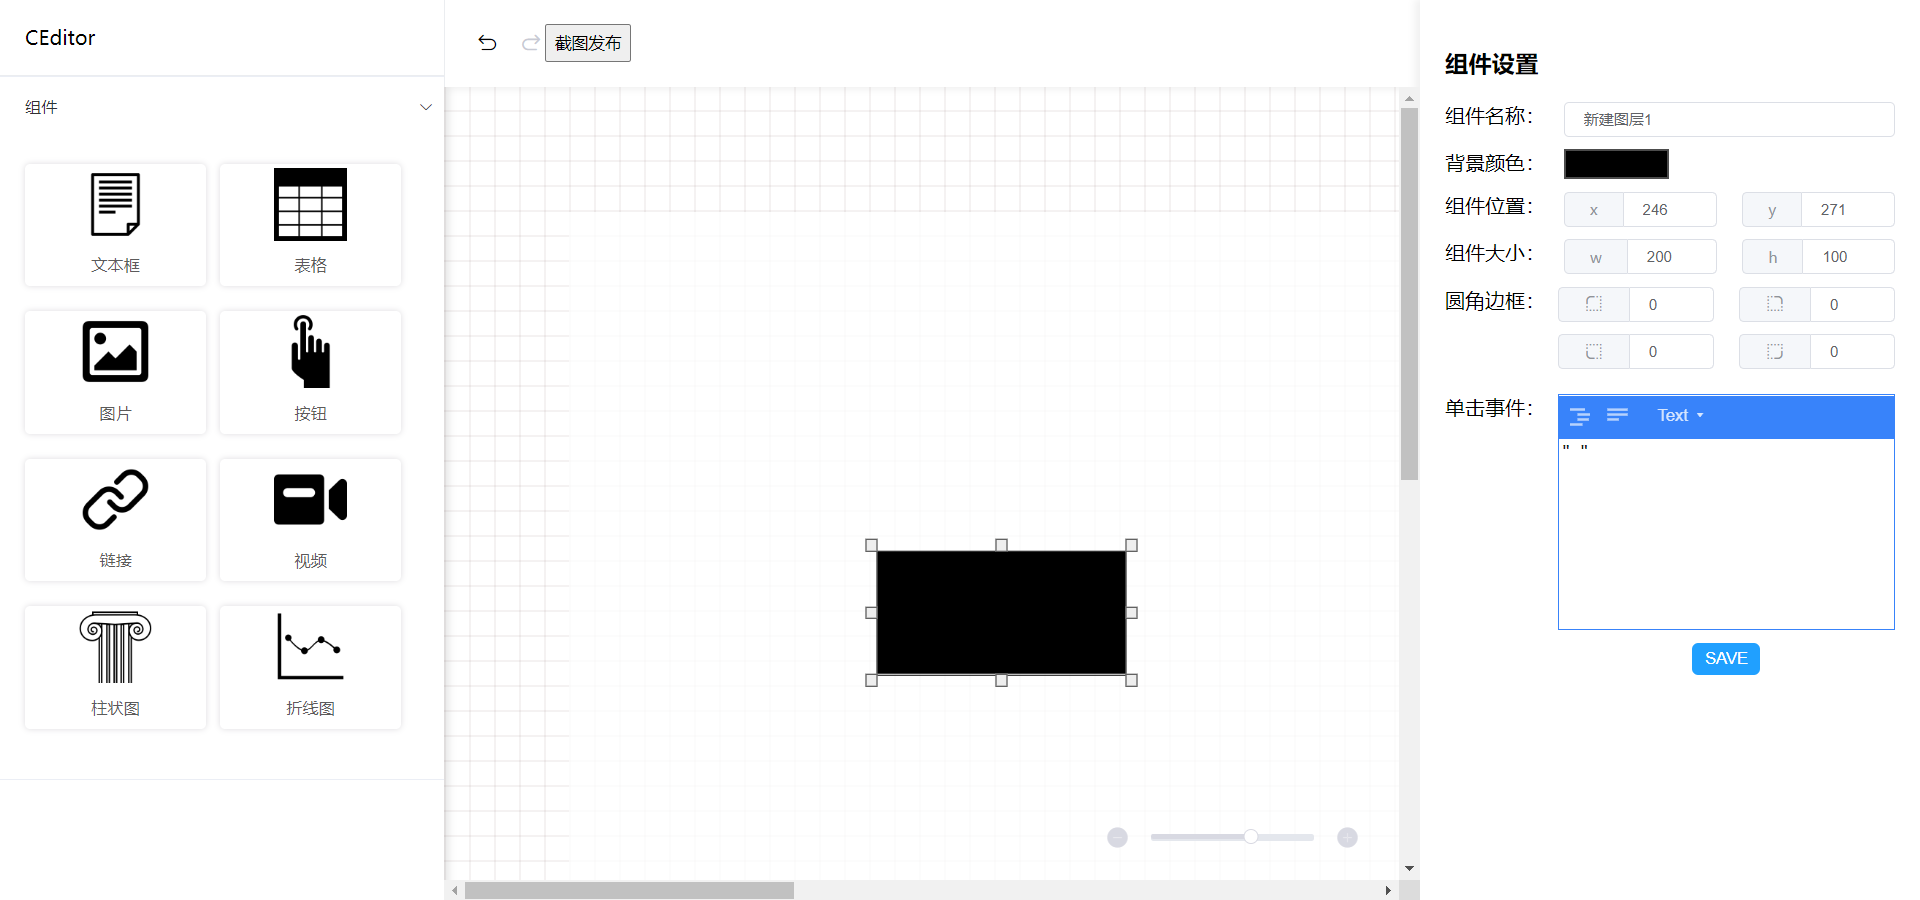 CEditor
截图发布
组件
文本框
表格
图片
按钮
链接
视频
柱状图
折线图
组件设置
组件名称：
新建图层1
背景颜色：
组件位置：
x 246
y 271
组件大小：
w 200
h 100
圆角边框：
0
0
0
0
单击事件：
Text
" "
SAVE